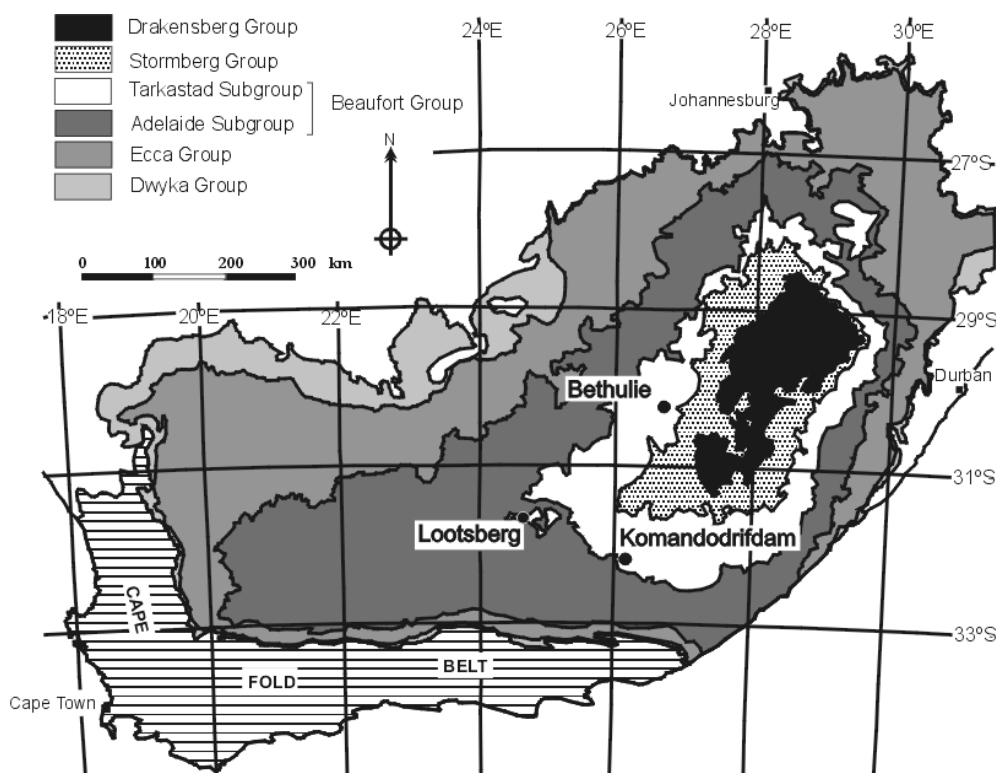 Drakensberg Group
Stormberg Group
Tarkastad Subgroup
Beaufort Group
Adelaide Subgroup
Ecca Group
Dwyka Group
N
0 100 200 300 km
24ºE 26ºE 28ºE 30ºE
Johannesburg
27ºS
18ºE 20ºE 22ºE
29ºS
Durban
Bethulie
31ºS
Lootsberg
Komandodrifdam
33ºS
CAPE
FOLD
BELT
Cape Town